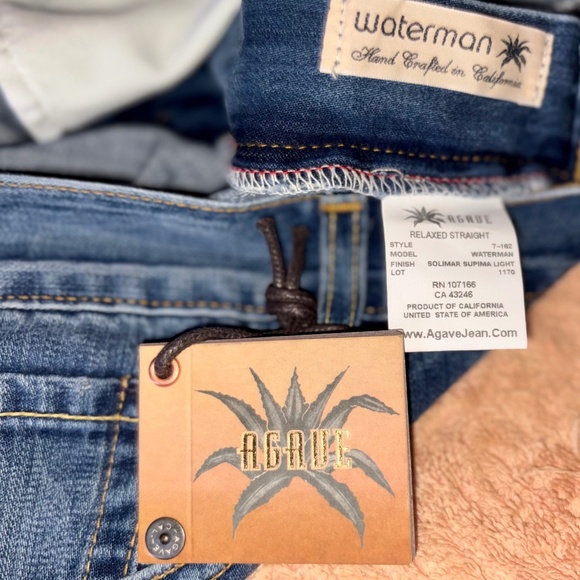 waterman
Hand Crafted in California
AGAVE
RELAXED STRAIGHT
STYLE 7-162
MODEL WATERMAN
FINISH SOLIMAR SUPIMA LIGHT
LOT 1170
RN 107166
CA 43246
PRODUCT OF CALIFORNIA
UNITED STATE OF AMERICA
www.AgaveJean.Com
AGAVE